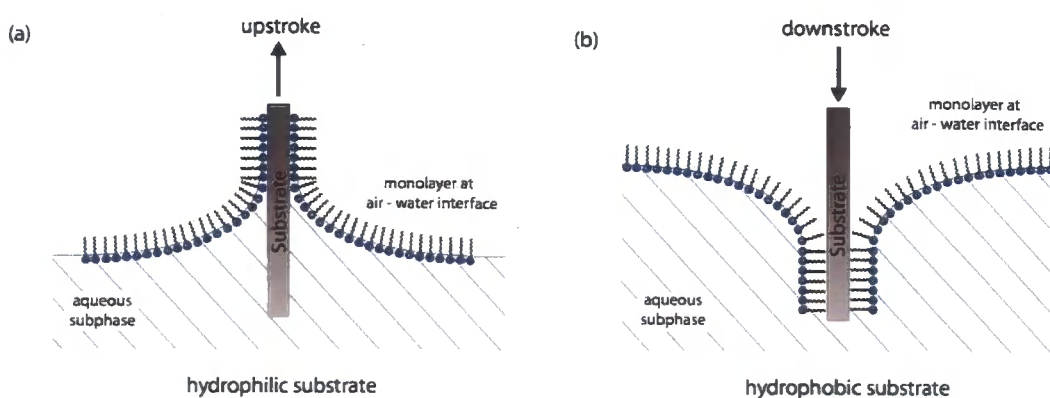 (a)
upstroke
Substrate
monolayer at
air - water interface
aqueous
subphase
hydrophilic substrate
(b)
downstroke
monolayer at
air - water interface
Substrate
aqueous
subphase
hydrophobic substrate